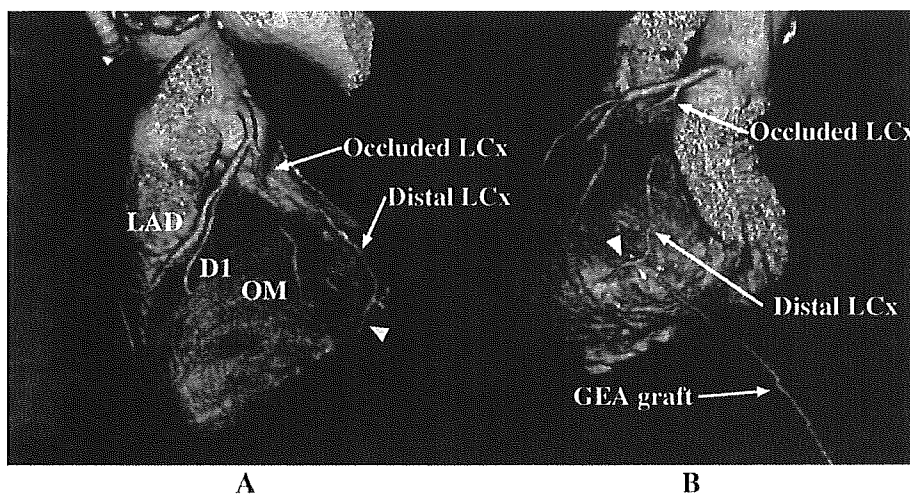 Occluded LCx
Distal LCx
LAD
D1
OM
Occluded LCx
Distal LCx
GEA graft
A
B